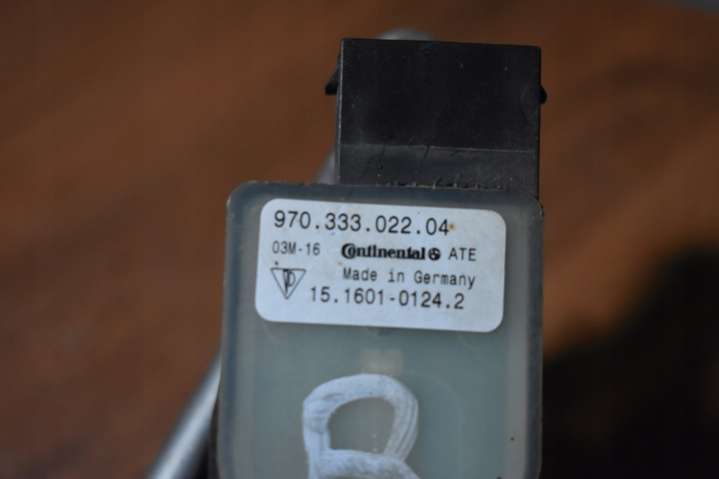 970.333.022.04
03M-16 Continental ATE
Made in Germany
15.1601-0124.2